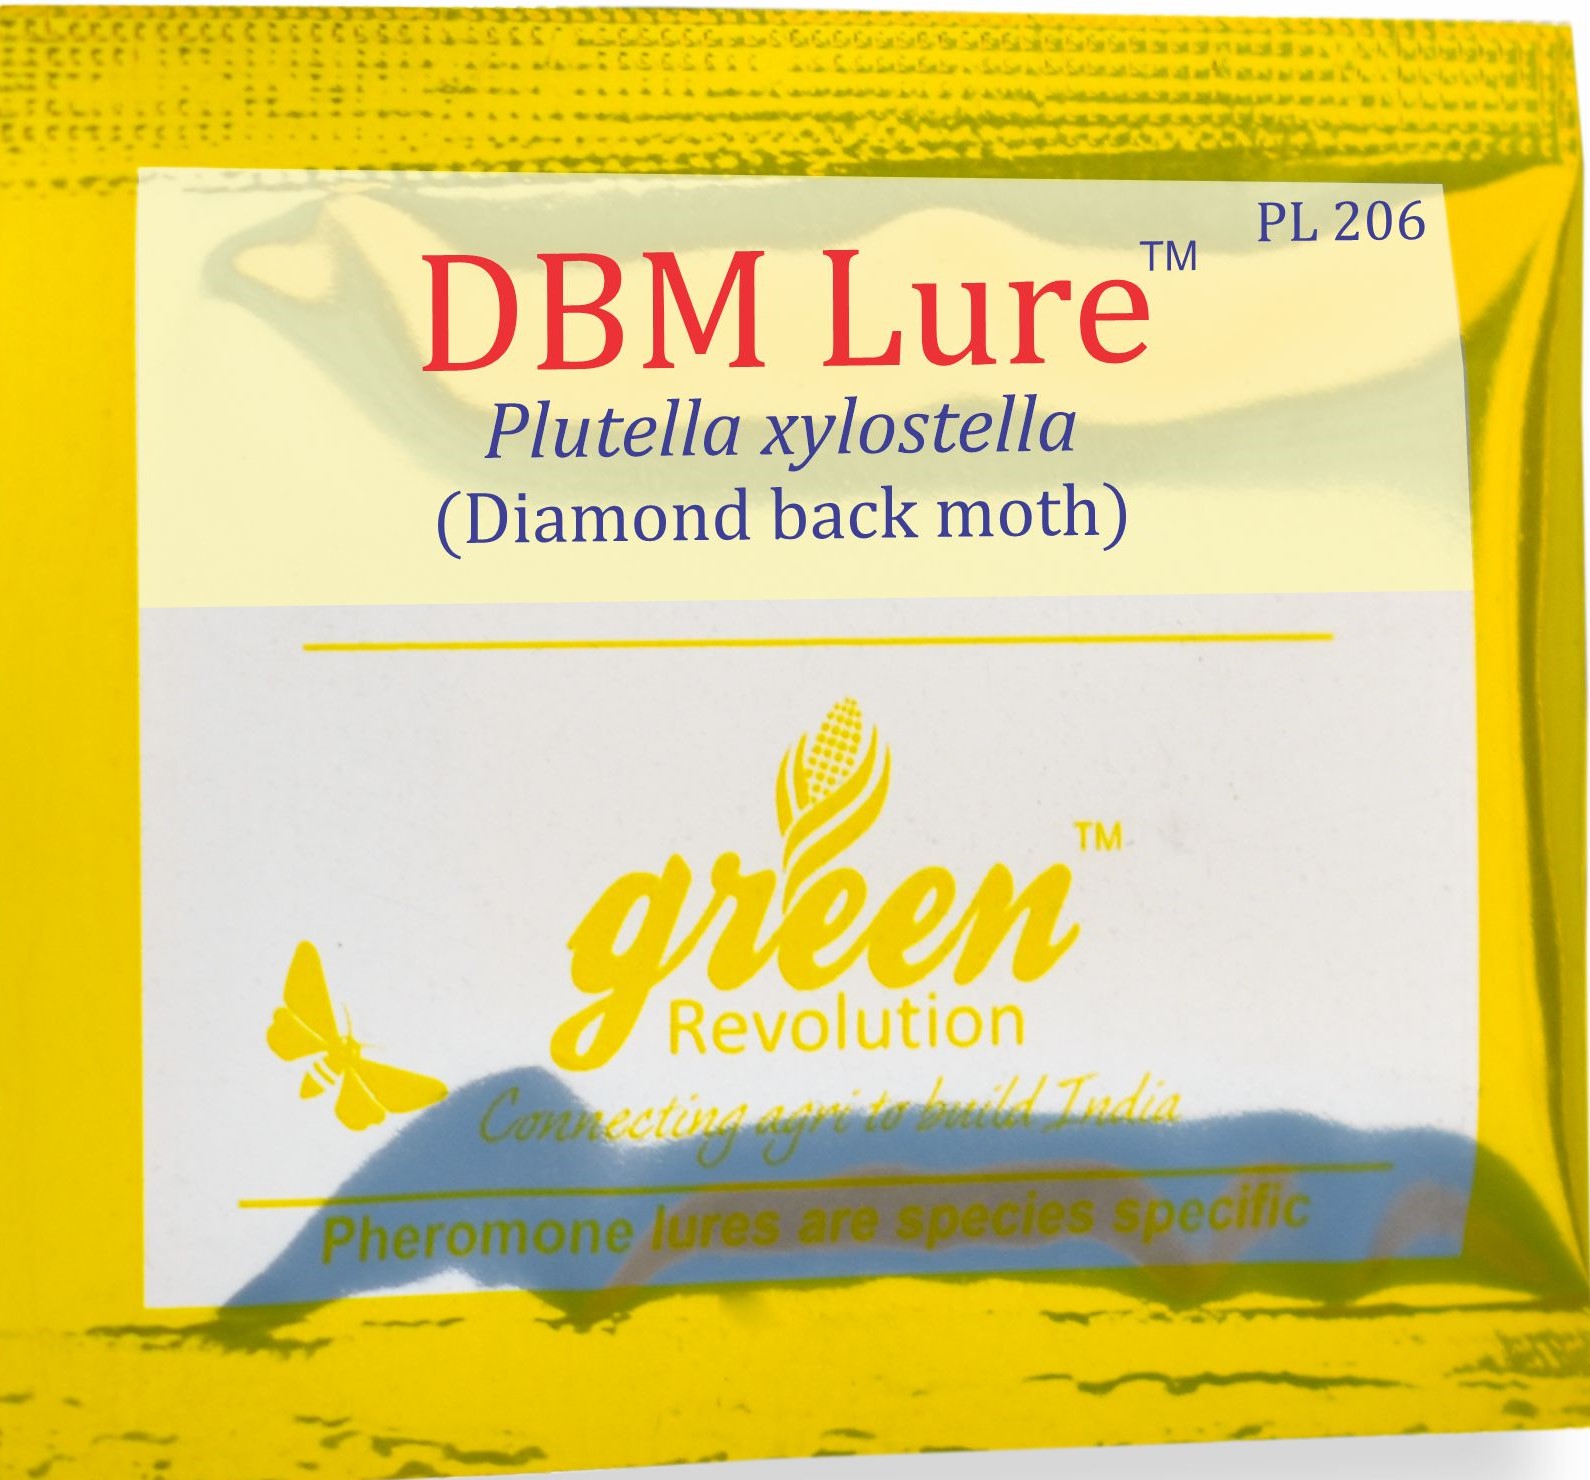 PL 206
DBM Lure™
Plutella xylostella
(Diamond back moth)
green™
Revolution
Connecting agri to build India
Pheromone lures are species specific